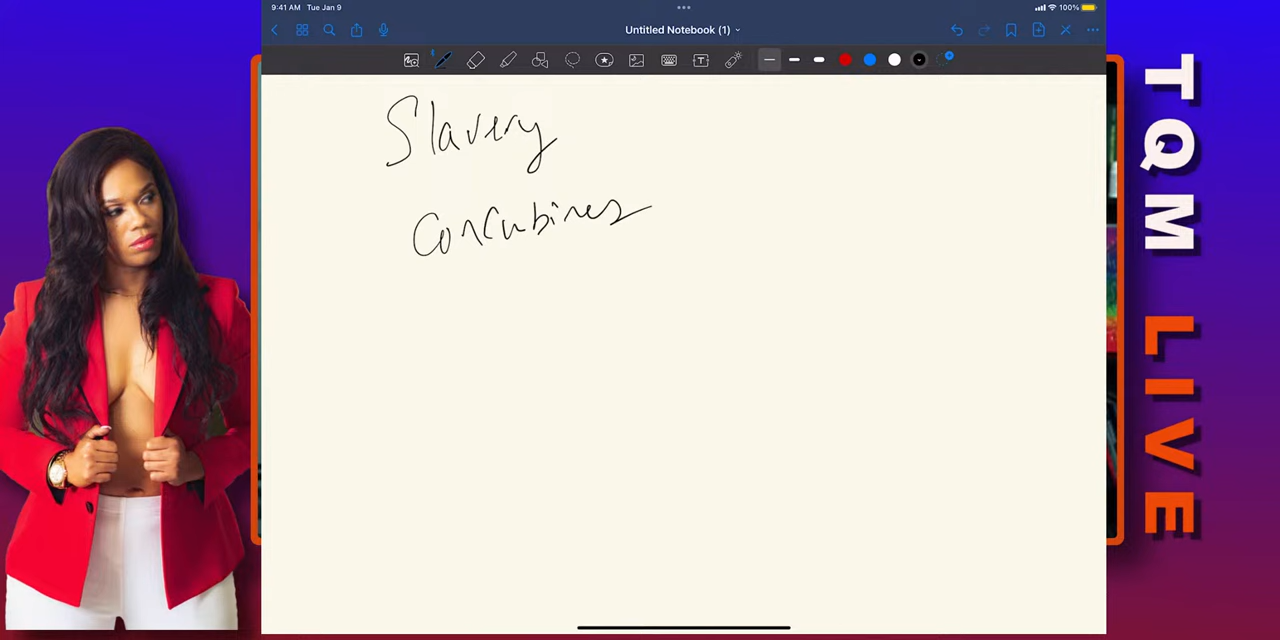 9:41 AM Tue Jan 9
100%
Untitled Notebook (1)
Slavery
Concubines
TQM LIVE